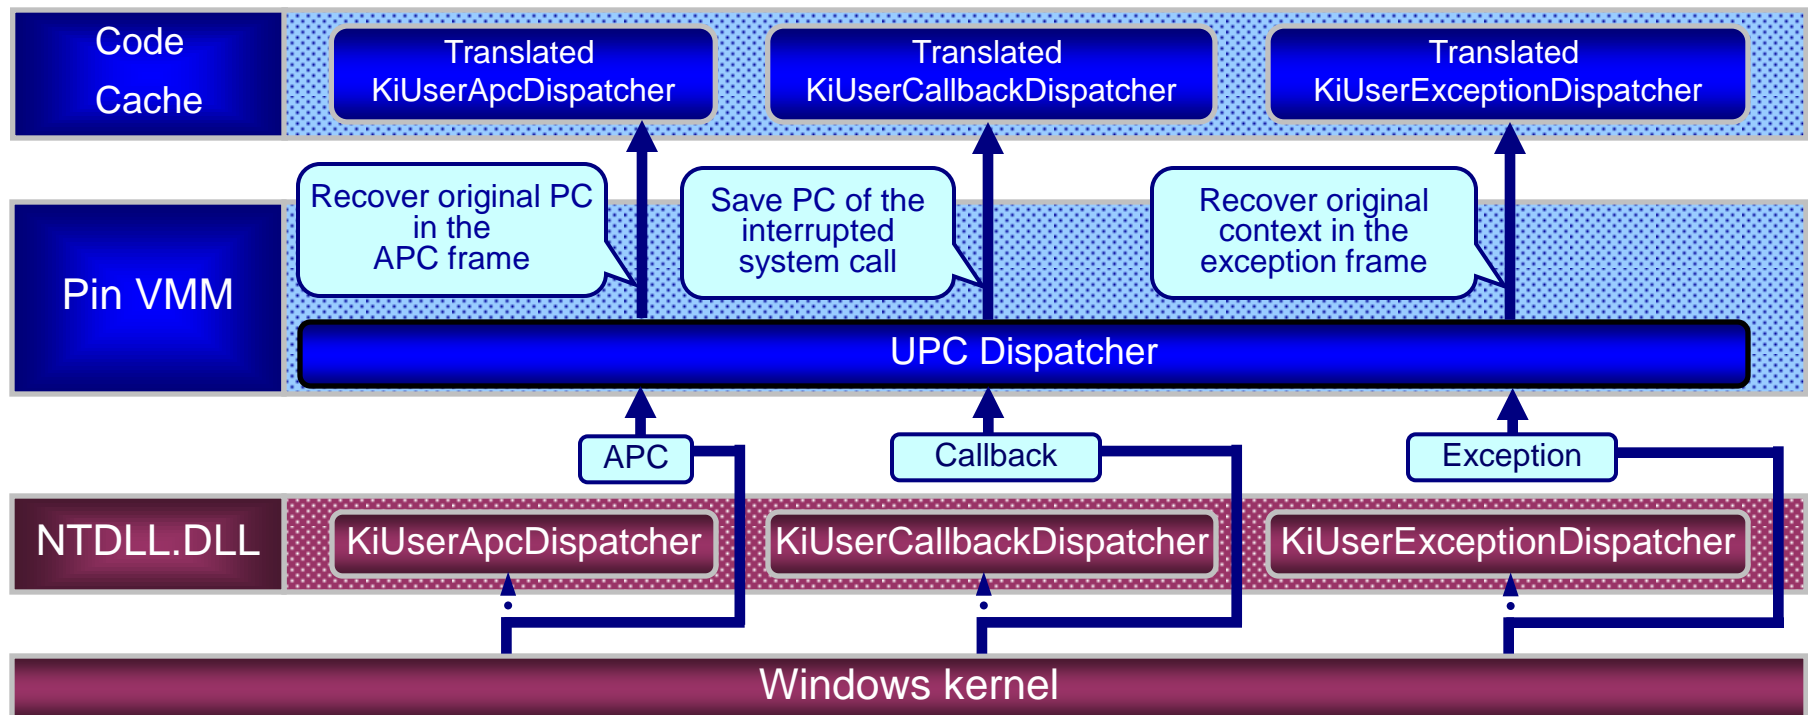 Code
Cache
Translated
KiUserApcDispatcher
Translated
KiUserCallbackDispatcher
Translated
KiUserExceptionDispatcher
Recover original PC
in the
APC frame
Save PC of the
interrupted
system call
Recover original
context in the
exception frame
Pin VMM
UPC Dispatcher
APC
Callback
Exception
NTDLL.DLL
KiUserApcDispatcher
KiUserCallbackDispatcher
KiUserExceptionDispatcher
Windows kernel